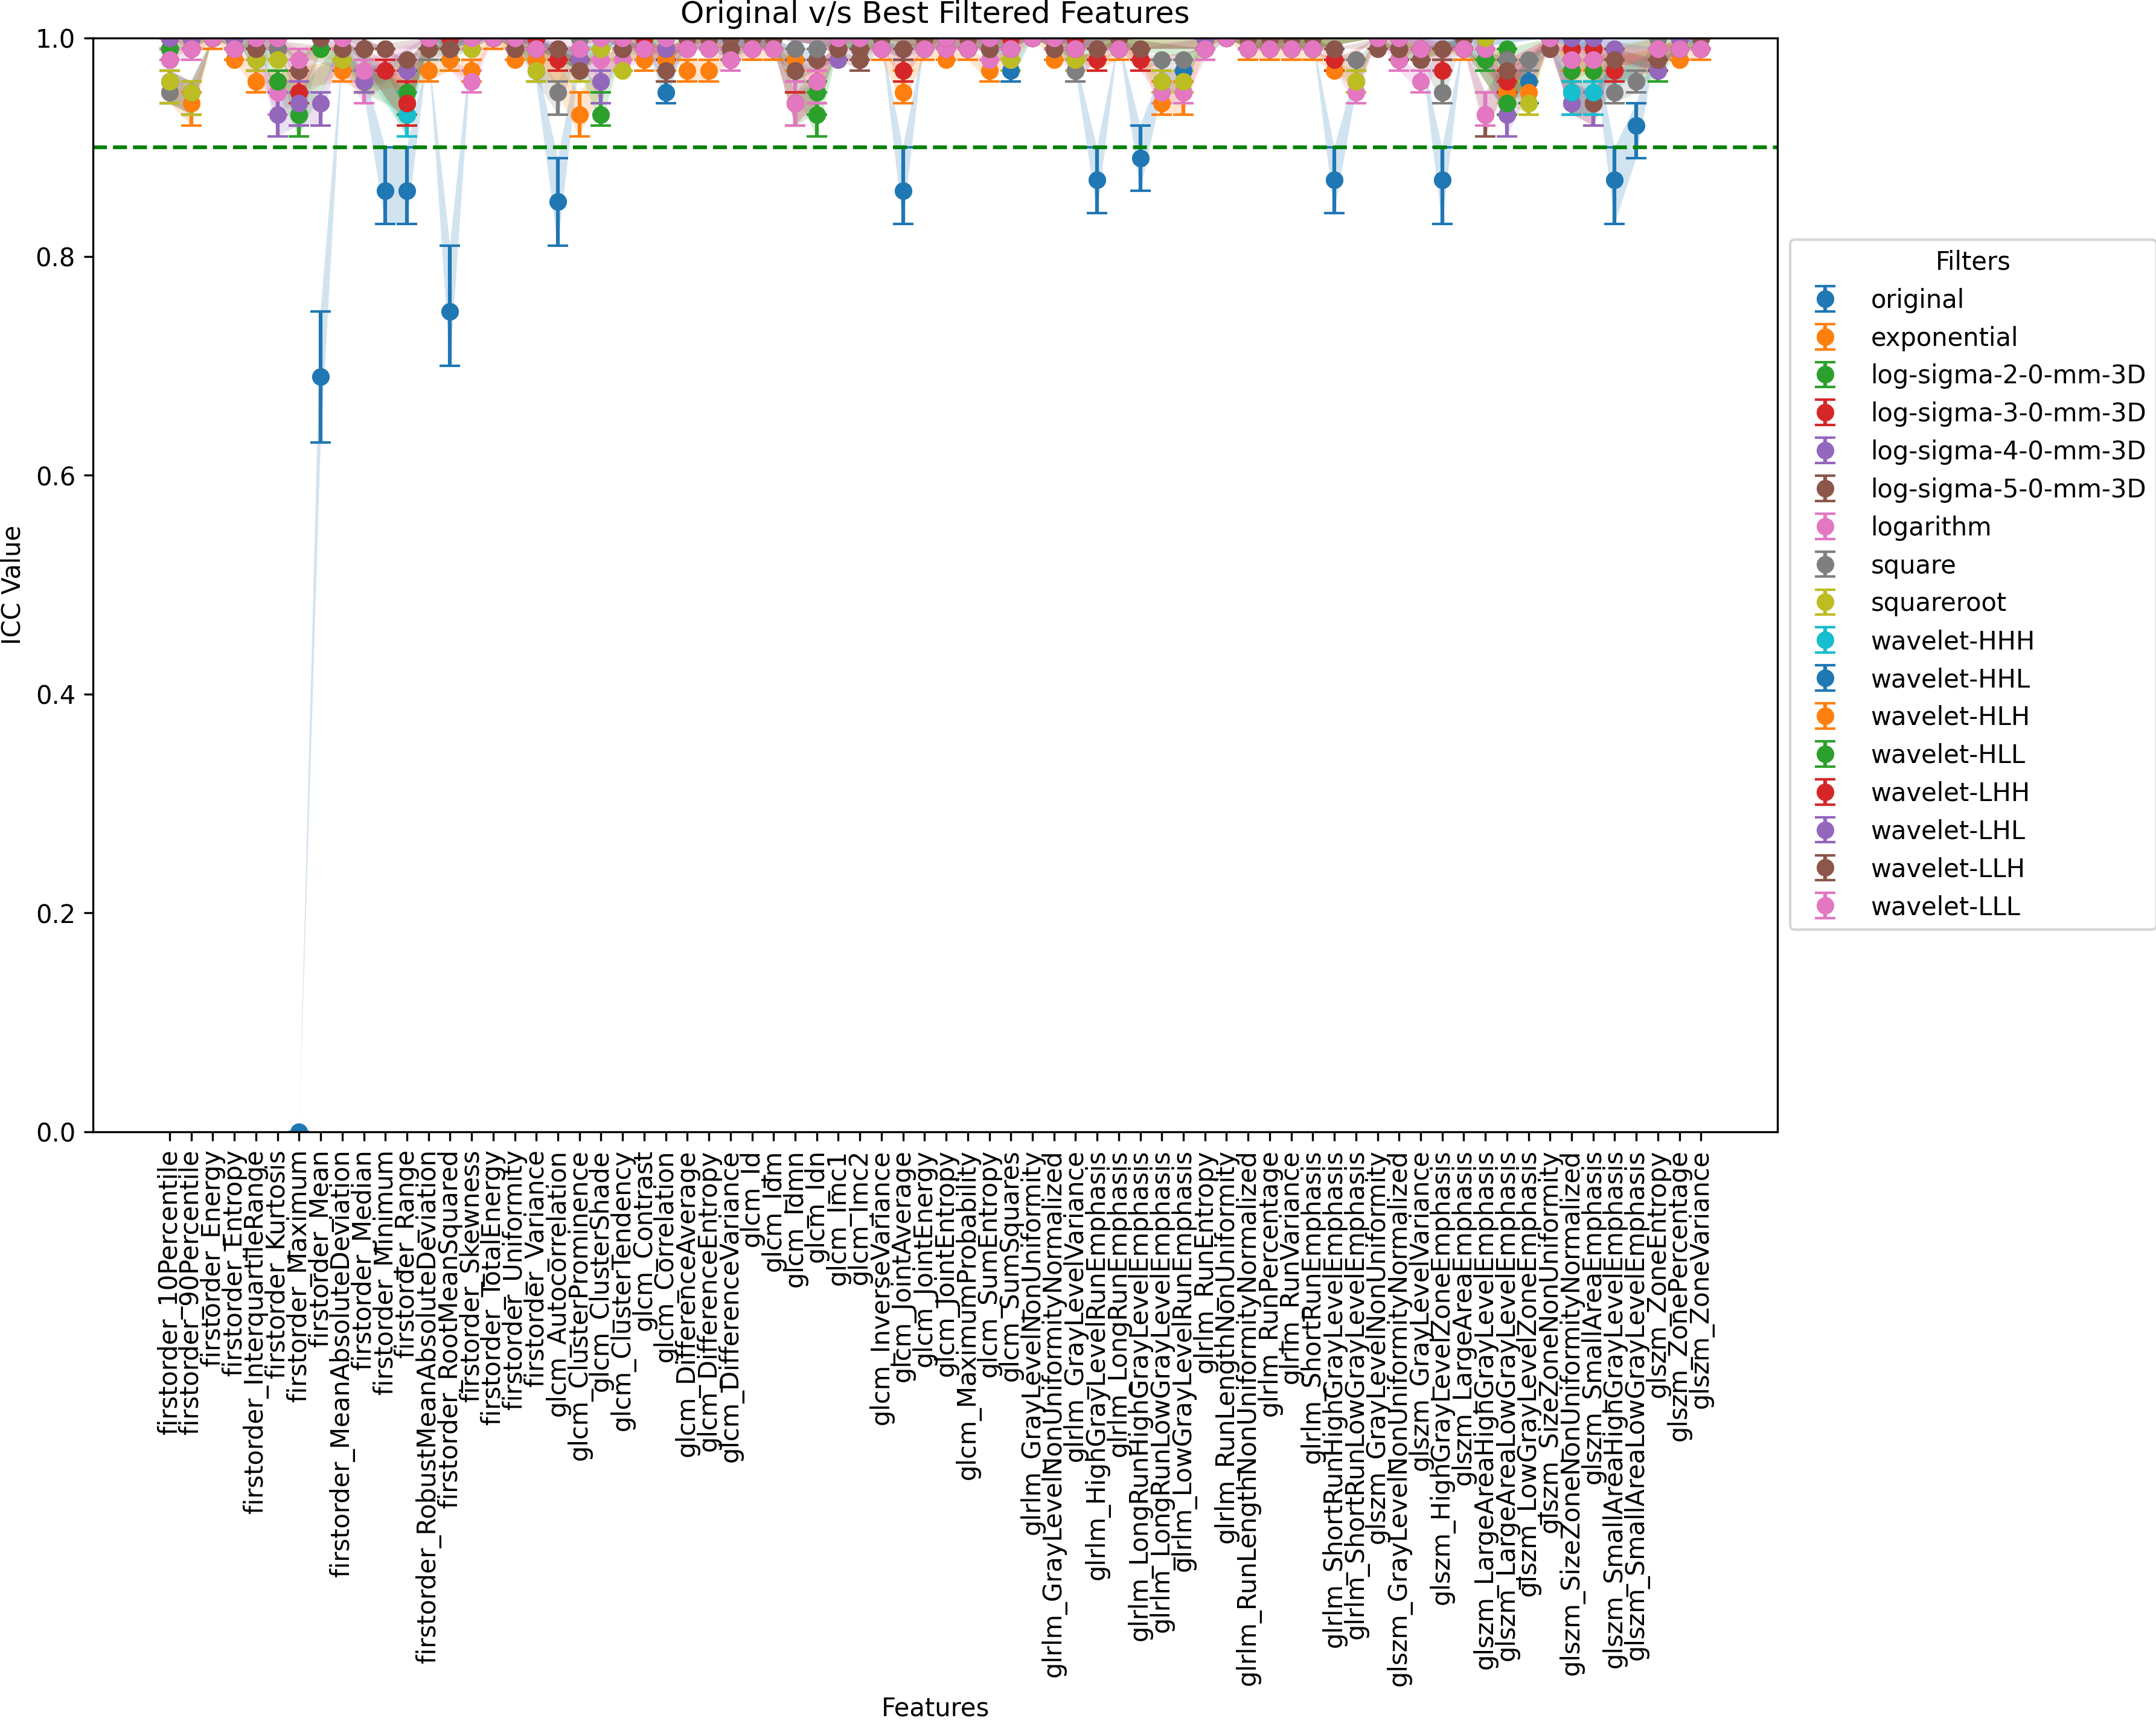 Original v/s Best Filtered Features
1.0
0.8
0.6
0.4
0.2
0.0
ICC Value
Filters
original
exponential
log-sigma-2-0-mm-3D
log-sigma-3-0-mm-3D
log-sigma-4-0-mm-3D
log-sigma-5-0-mm-3D
logarithm
square
squareroot
wavelet-HHH
wavelet-HHL
wavelet-HLH
wavelet-HLL
wavelet-LHH
wavelet-LHL
wavelet-LLH
wavelet-LLL
firstorder_10Percentile
firstorder_90Percentile
firstorder_Energy
firstorder_Entropy
firstorder_InterquartileRange
firstorder_Kurtosis
firstorder_Maximum
firstorder_Mean
firstorder_MeanAbsoluteDeviation
firstorder_Median
firstorder_Minimum
firstorder_Range
firstorder_RobustMeanAbsoluteDeviation
firstorder_RootMeanSquared
firstorder_Skewness
firstorder_TotalEnergy
firstorder_Uniformity
firstorder_Variance
glcm_Autocorrelation
glcm_ClusterProminence
glcm_ClusterShade
glcm_ClusterTendency
glcm_Contrast
glcm_Correlation
glcm_DifferenceAverage
glcm_DifferenceEntropy
glcm_DifferenceVariance
glcm_Id
glcm_Idm
glcm_Idmn
glcm_Idn
glcm_Imc1
glcm_Imc2
glcm_InverseVariance
glcm_JointAverage
glcm_JointEnergy
glcm_JointEntropy
glcm_MaximumProbability
glcm_SumEntropy
glcm_SumSquares
glrlm_GrayLevelNonUniformity
glrlm_GrayLevelNonUniformityNormalized
glrlm_GrayLevelVariance
glrlm_HighGrayLevelRunEmphasis
glrlm_LongRunEmphasis
glrlm_LongRunHighGrayLevelEmphasis
glrlm_LongRunLowGrayLevelEmphasis
glrlm_LowGrayLevelRunEmphasis
glrlm_RunEntropy
glrlm_RunLengthNonUniformity
glrlm_RunLengthNonUniformityNormalized
glrlm_RunPercentage
glrlm_RunVariance
glrlm_ShortRunEmphasis
glrlm_ShortRunHighGrayLevelEmphasis
glrlm_ShortRunLowGrayLevelEmphasis
glszm_GrayLevelNonUniformity
glszm_GrayLevelNonUniformityNormalized
glszm_GrayLevelVariance
glszm_HighGrayLevelZoneEmphasis
glszm_LargeAreaEmphasis
glszm_LargeAreaHighGrayLevelEmphasis
glszm_LargeAreaLowGrayLevelEmphasis
glszm_LowGrayLevelZoneEmphasis
glszm_SizeZoneNonUniformity
glszm_SizeZoneNonUniformityNormalized
glszm_SmallAreaEmphasis
glszm_SmallAreaHighGrayLevelEmphasis
glszm_SmallAreaLowGrayLevelEmphasis
glszm_ZoneEntropy
glszm_ZonePercentage
glszm_ZoneVariance
Features